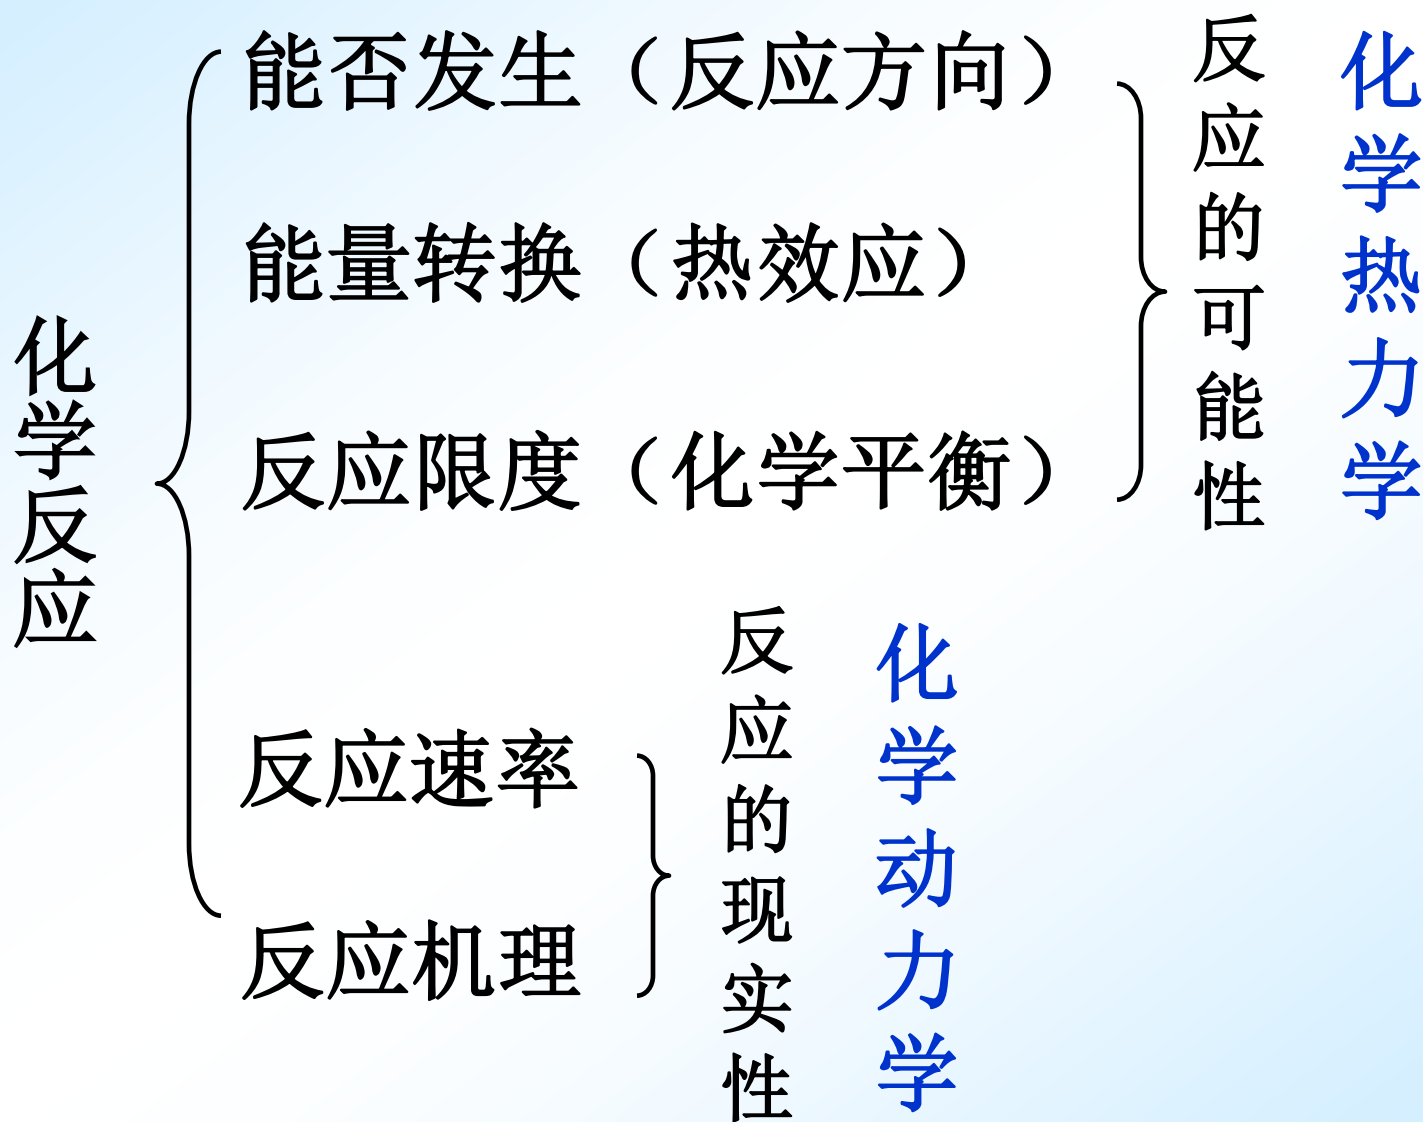 化学反应
能否发生（反应方向）
能量转换（热效应）
反应限度（化学平衡）
反应的可能性
化学热力学
反应速率
反应机理
反应的现实性
化学动力学